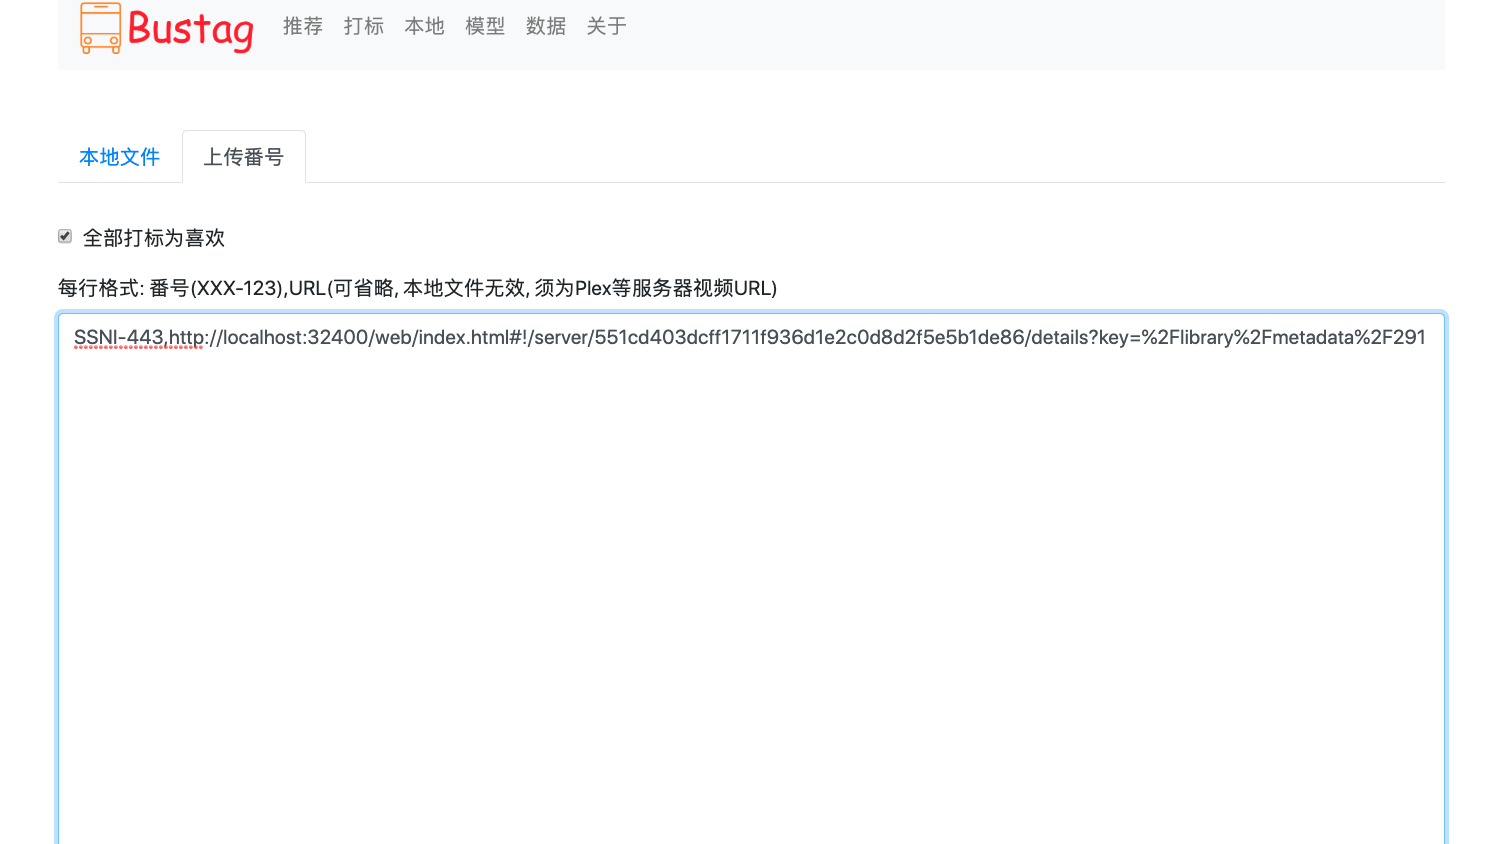 Bustag 推荐 打标 本地 模型 数据 关于
本地文件 上传番号
全部打标为喜欢
每行格式: 番号(XXX-123),URL(可省略, 本地文件无效, 须为Plex等服务器视频URL)
SSNI-443,http://localhost:32400/web/index.html#!/server/551cd403dcff1711f936d1e2c0d8d2f5e5b1de86/details?key=%2Flibrary%2Fmetadata%2F291